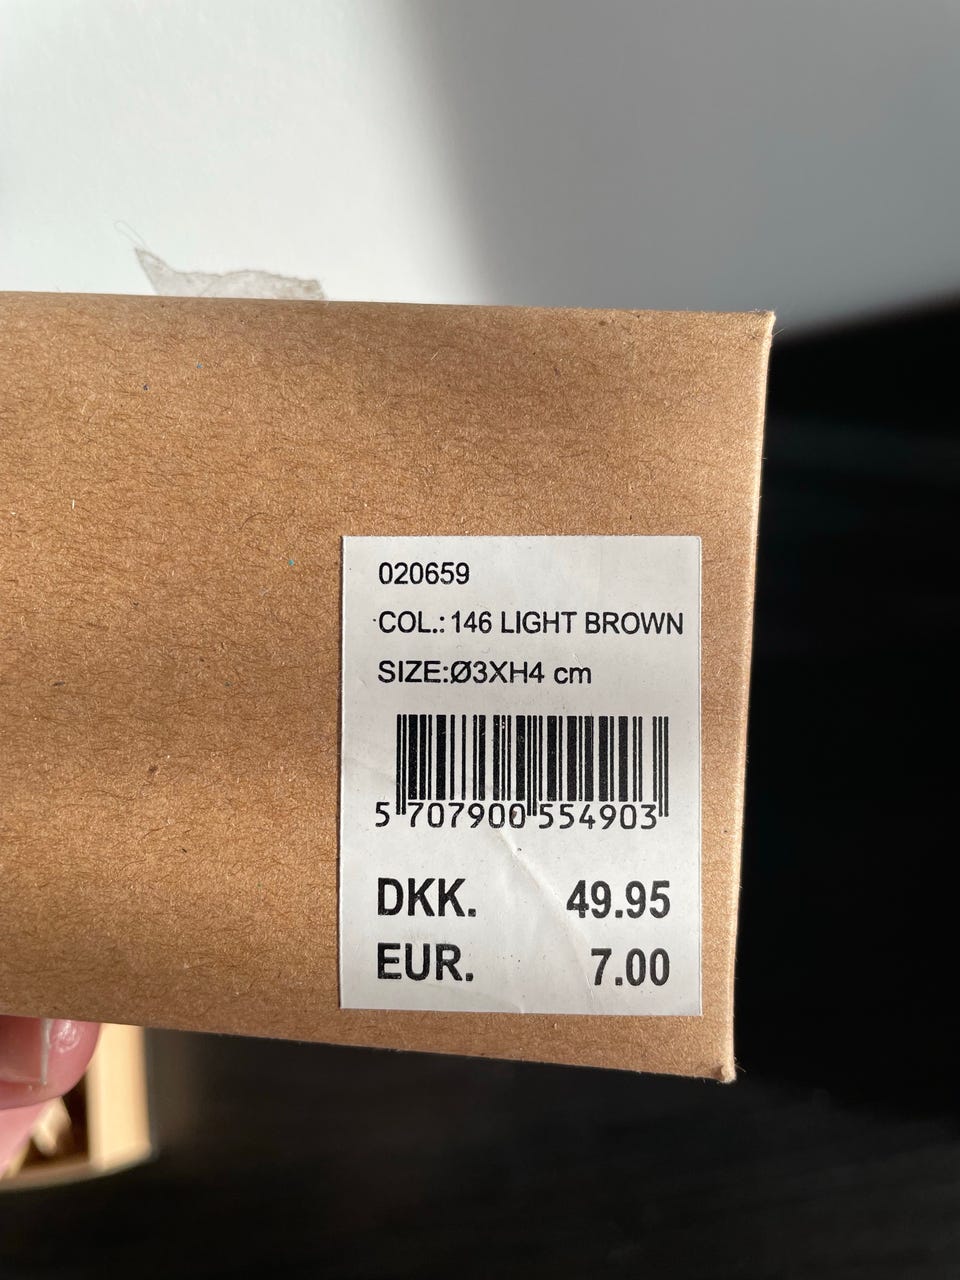 020659
COL.: 146 LIGHT BROWN
SIZE:Ø3XH4 cm
5 707900 554903
DKK. 49.95
EUR. 7.00